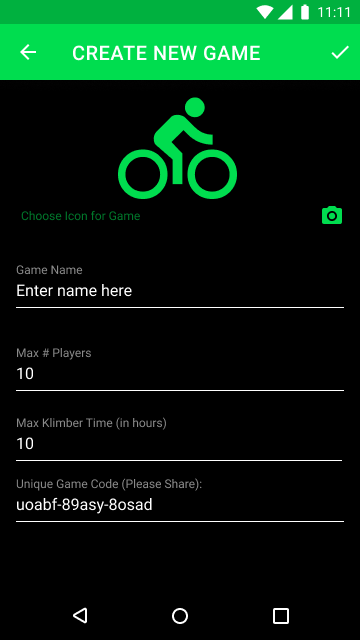 11:11
CREATE NEW GAME
Choose Icon for Game
Game Name
Enter name here
Max # Players
10
Max Klimber Time (in hours)
10
Unique Game Code (Please Share):
uoabf-89asy-8osad